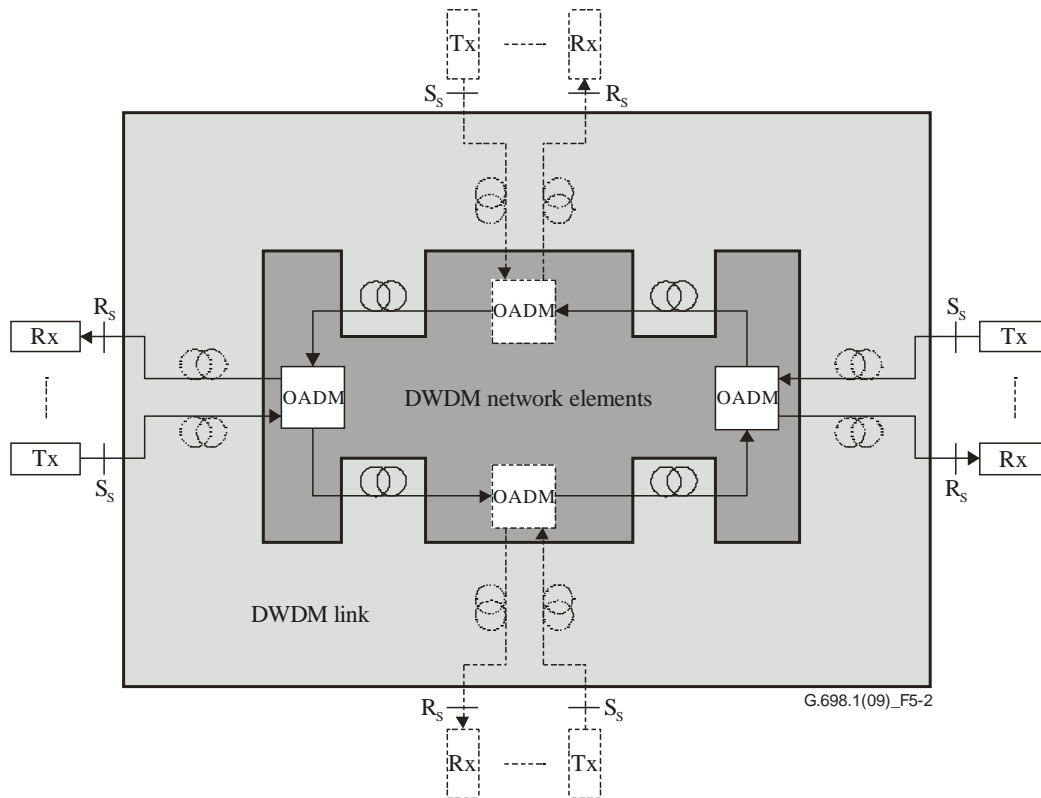 Tx
Rx
S_S
R_S
OADM
R_S
S_S
Rx
Tx
OADM
DWDM network elements
OADM
Tx
Rx
S_S
R_S
OADM
DWDM link
G.698.1(09)_F5-2
R_S
S_S
Rx
Tx